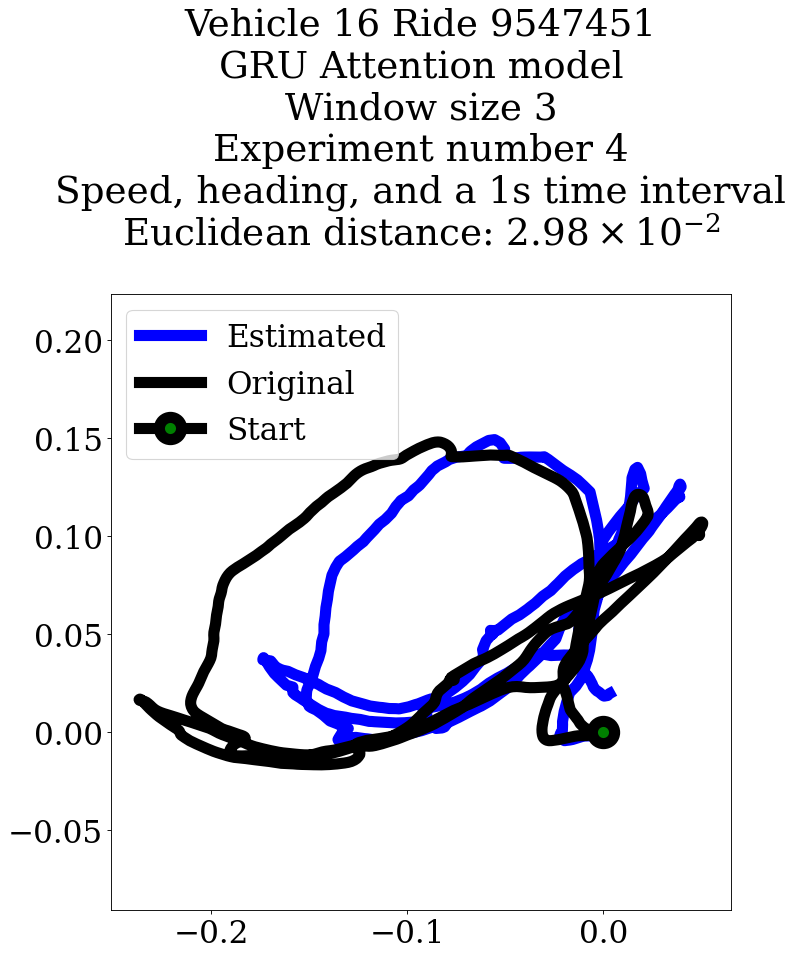 Vehicle 16 Ride 9547451
GRU Attention model
Window size 3
Experiment number 4
Speed, heading, and a 1s time interval
Euclidean distance: 2.98 × 10⁻²
Estimated
Original
Start
0.20
0.15
0.10
0.05
0.00
−0.05
−0.2 −0.1 0.0